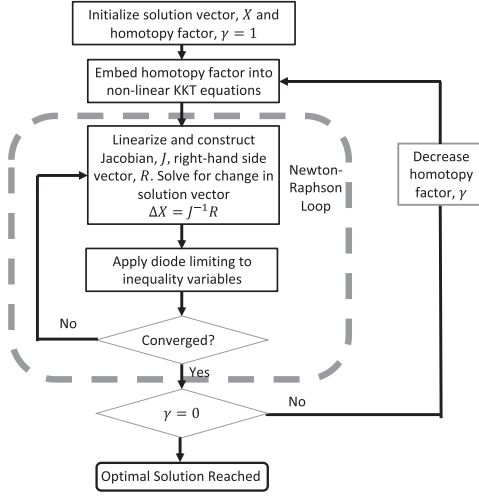 Initialize solution vector, X and
homotopy factor, γ = 1
Embed homotopy factor into
non-linear KKT equations
Linearize and construct
Jacobian, J, right-hand side
vector, R. Solve for change in
solution vector
ΔX = J⁻¹R
Newton-
Raphson
Loop
Decrease
homotopy
factor, γ
Apply diode limiting to
inequality variables
No
Converged?
Yes
γ = 0
No
Optimal Solution Reached